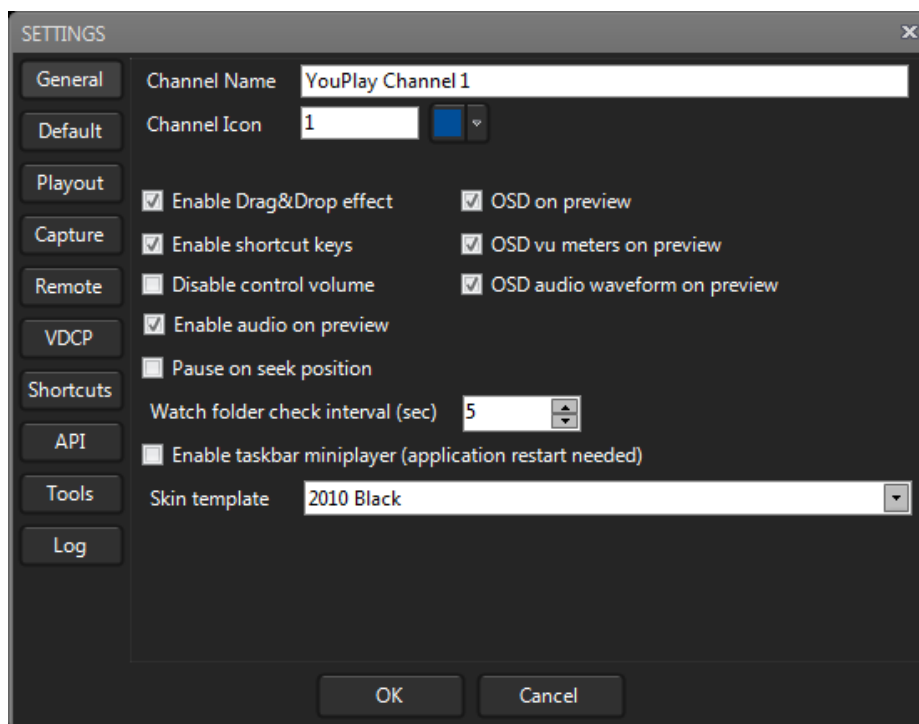 SETTINGS
General
Default
Playout
Capture
Remote
VDCP
Shortcuts
API
Tools
Log
Channel Name YouPlay Channel 1
Channel Icon 1
Enable Drag&Drop effect OSD on preview
Enable shortcut keys OSD vu meters on preview
Disable control volume OSD audio waveform on preview
Enable audio on preview
Pause on seek position
Watch folder check interval (sec) 5
Enable taskbar miniplayer (application restart needed)
Skin template 2010 Black
OK Cancel